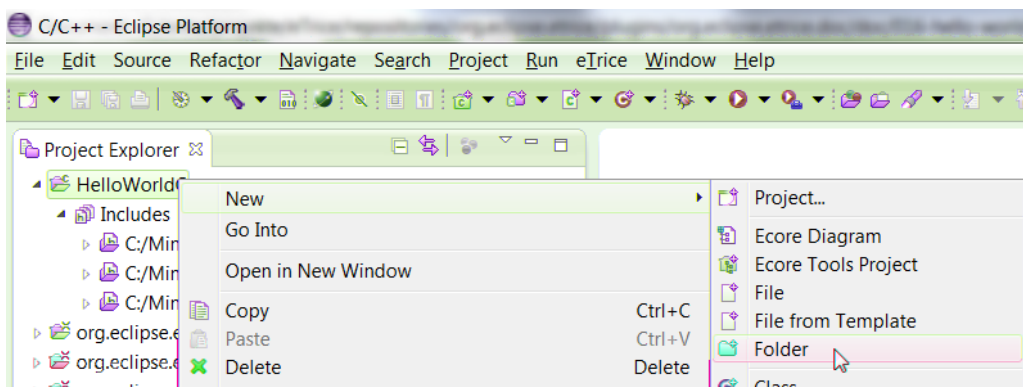 C/C++ - Eclipse Platform
File Edit Source Refactor Navigate Search Project Run eTrice Window Help
Project Explorer
HelloWorldC
New
Project...
Includes
Go Into
Ecore Diagram
C:/Min
Open in New Window
Ecore Tools Project
C:/Min
File
C:/Min
Copy Ctrl+C
File from Template
org.eclipse.e
Paste Ctrl+V
Folder
org.eclipse.e
Delete Delete
Class